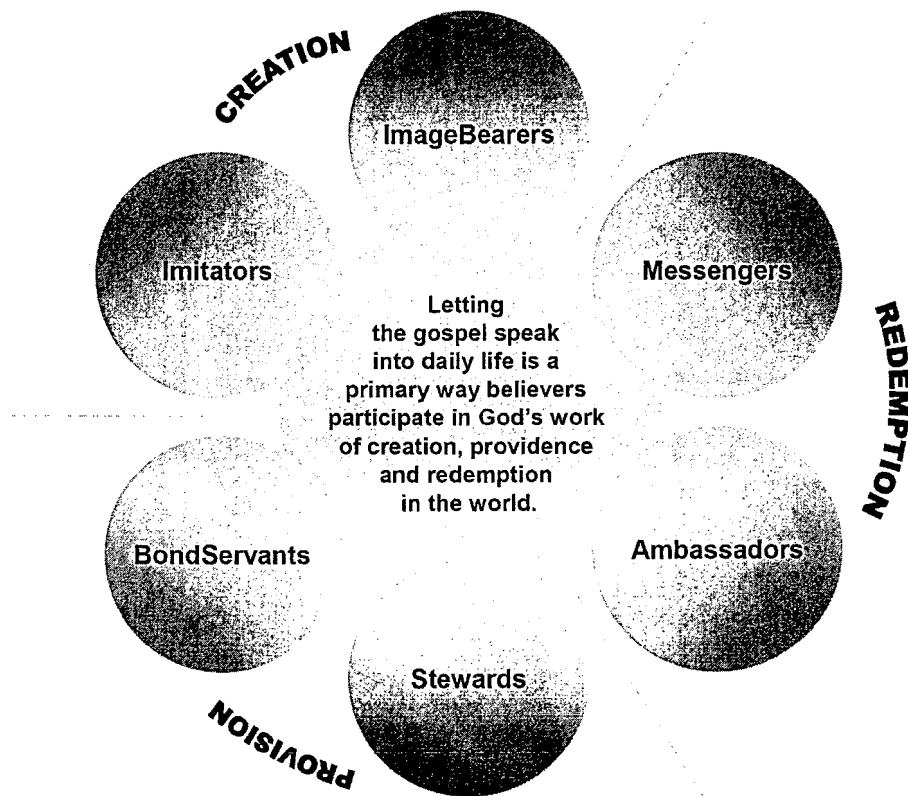 CREATION
ImageBearers
Imitators
Messengers
Letting
the gospel speak
into daily life is a
primary way believers
participate in God's work
of creation, providence
and redemption
in the world.
REDEMPTION
BondServants
Ambassadors
Stewards
PROVISION